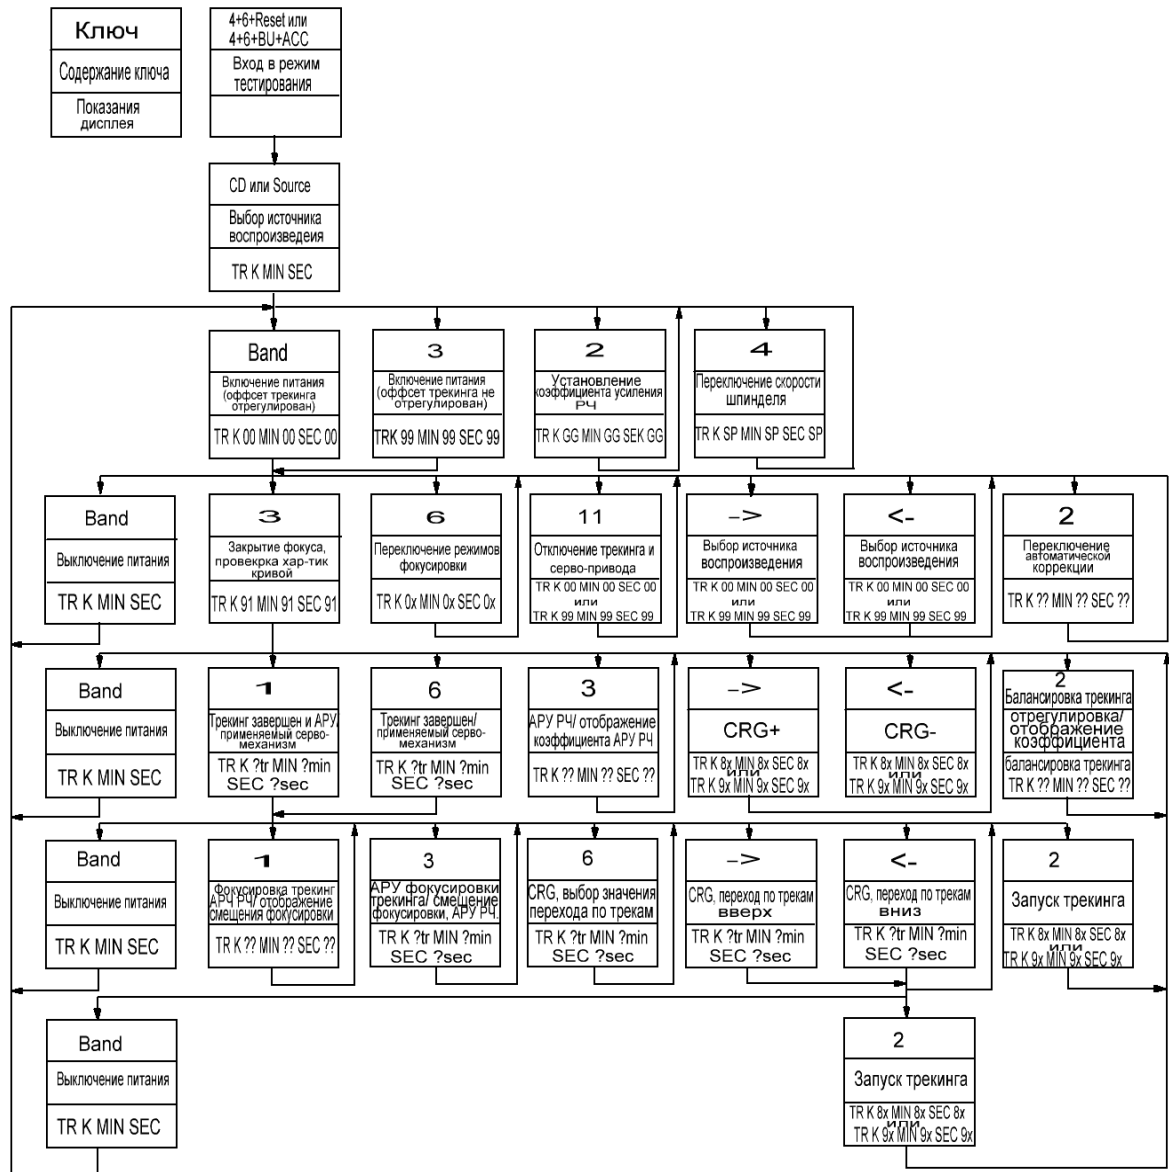 Ключ
Содержание ключа
Показания
дисплея
4+6+Reset или
4+6+BU+ACC
Вход в режим
тестирования
CD или Source
Выбор источника
воспроизведеия
TR K MIN SEC
Band
Включение питания
(оффсет трекинга
отрегулирован)
TR K 00 MIN 00 SEC 00
3
Включение питания
(оффсет трекинга не
отрегулирован)
TRK 99 MIN 99 SEC 99
2
Установление
коэффициента усиления
РЧ
TR K GG MIN GG SEK GG
4
Переключение скорости
шпинделя
TR K SP MIN SP SEC SP
Band
Выключение питания
TR K MIN SEC
3
Закрытие фокуса,
провекрка хар-тик
кривой
TR K 91 MIN 91 SEC 91
6
Переключение режимов
фокусировки
TR K 0x MIN 0x SEC 0x
11
Отключение трекинга и
серво-привода
TR K 00 MIN 00 SEC 00
или
TR K 99 MIN 99 SEC 99
->
Выбор источника
воспроизведения
TR K 00 MIN 00 SEC 00
или
TR K 99 MIN 99 SEC 99
<-
Выбор источника
воспроизведения
TR K 00 MIN 00 SEC 00
или
TR K 99 MIN 99 SEC 99
2
Переключение
автоматической
коррекции
TR K ?? MIN ?? SEC ??
Band
Выключение питания
TR K MIN SEC
1
Трекинг завершен и АРУ/
применяемый серво-
механизм
TR K ?tr MIN ?min
SEC ?sec
6
Трекинг завершен/
применяемый серво-
механизм
TR K ?tr MIN ?min
SEC ?sec
3
АРУ РЧ/ отображение
коэффициента АРУ РЧ
TR K ?? MIN ?? SEC ??
->
CRG+
TR K 8x MIN 8x SEC 8x
или
TR K 9x MIN 9x SEC 9x
<-
CRG-
TR K 8x MIN 8x SEC 8x
или
TR K 9x MIN 9x SEC 9x
2
Балансировка трекинга
отрегулировка/
отображение
коэффициента
балансировка трекинга
TR K ?? MIN ?? SEC ??
Band
Выключение питания
TR K MIN SEC
1
Фокусировка трекинг
АРЧ РЧ/ отображение
смещения фокусировки
TR K ?? MIN ?? SEC ??
3
АРУ фокусировки
трекинга/ смещение
фокусировки, АРУ РЧ.
TR K ?tr MIN ?min
SEC ?sec
6
CRG, выбор значения
перехода по трекам
TR K ?tr MIN ?min
SEC ?sec
->
CRG, переход по трекам
вверх
TR K ?tr MIN ?min
SEC ?sec
<-
CRG, переход по трекам
вниз
TR K ?tr MIN ?min
SEC ?sec
2
Запуск трекинга
TR K 8x MIN 8x SEC 8x
или
TR K 9x MIN 9x SEC 9x
Band
Выключение питания
TR K MIN SEC
2
Запуск трекинга
TR K 8x MIN 8x SEC 8x
или
TR K 9x MIN 9x SEC 9x